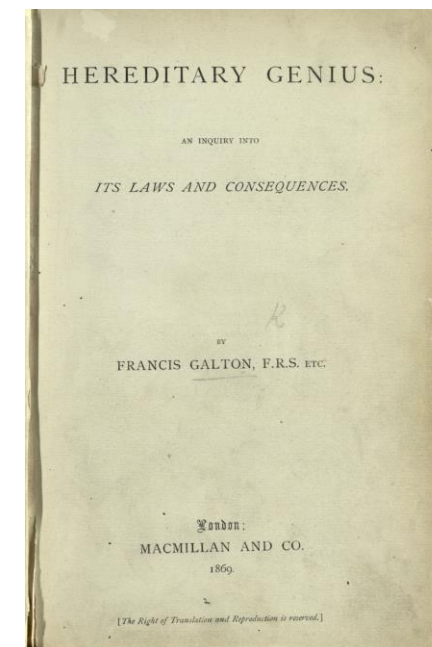 HEREDITARY GENIUS:
AN INQUIRY INTO
ITS LAWS AND CONSEQUENCES.
BY
FRANCIS GALTON, F.R.S. ETC.
London:
MACMILLAN AND CO.
1869.
[The Right of Translation and Reproduction is reserved.]